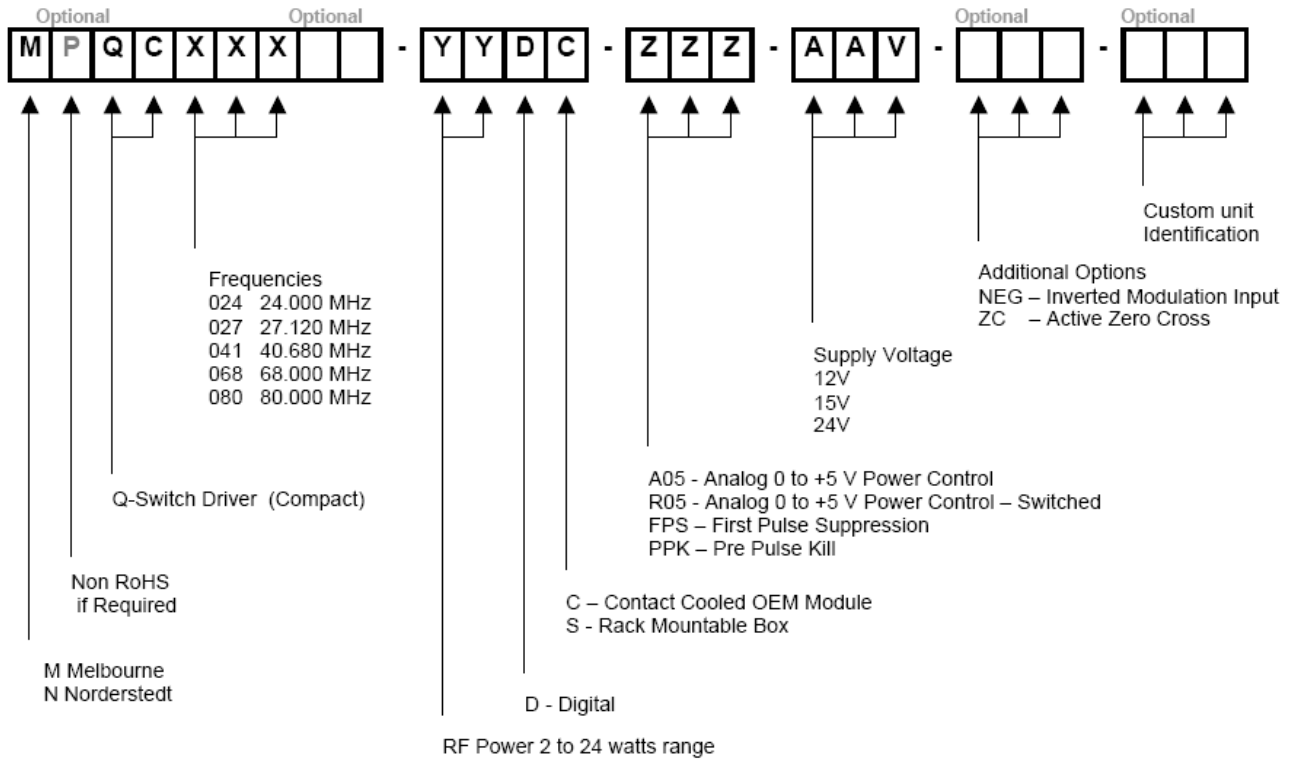 Optional Optional Optional Optional
M P Q C X X X - Y Y D C - Z Z Z - A A V - -
Custom unit
Identification
Frequencies
024 24.000 MHz
027 27.120 MHz
041 40.680 MHz
068 68.000 MHz
080 80.000 MHz
Additional Options
NEG – Inverted Modulation Input
ZC – Active Zero Cross
Supply Voltage
12V
15V
24V
Q-Switch Driver (Compact)
A05 - Analog 0 to +5 V Power Control
R05 - Analog 0 to +5 V Power Control – Switched
FPS – First Pulse Suppression
PPK – Pre Pulse Kill
Non RoHS
if Required
C – Contact Cooled OEM Module
S - Rack Mountable Box
M Melbourne
N Norderstedt
D - Digital
RF Power 2 to 24 watts range